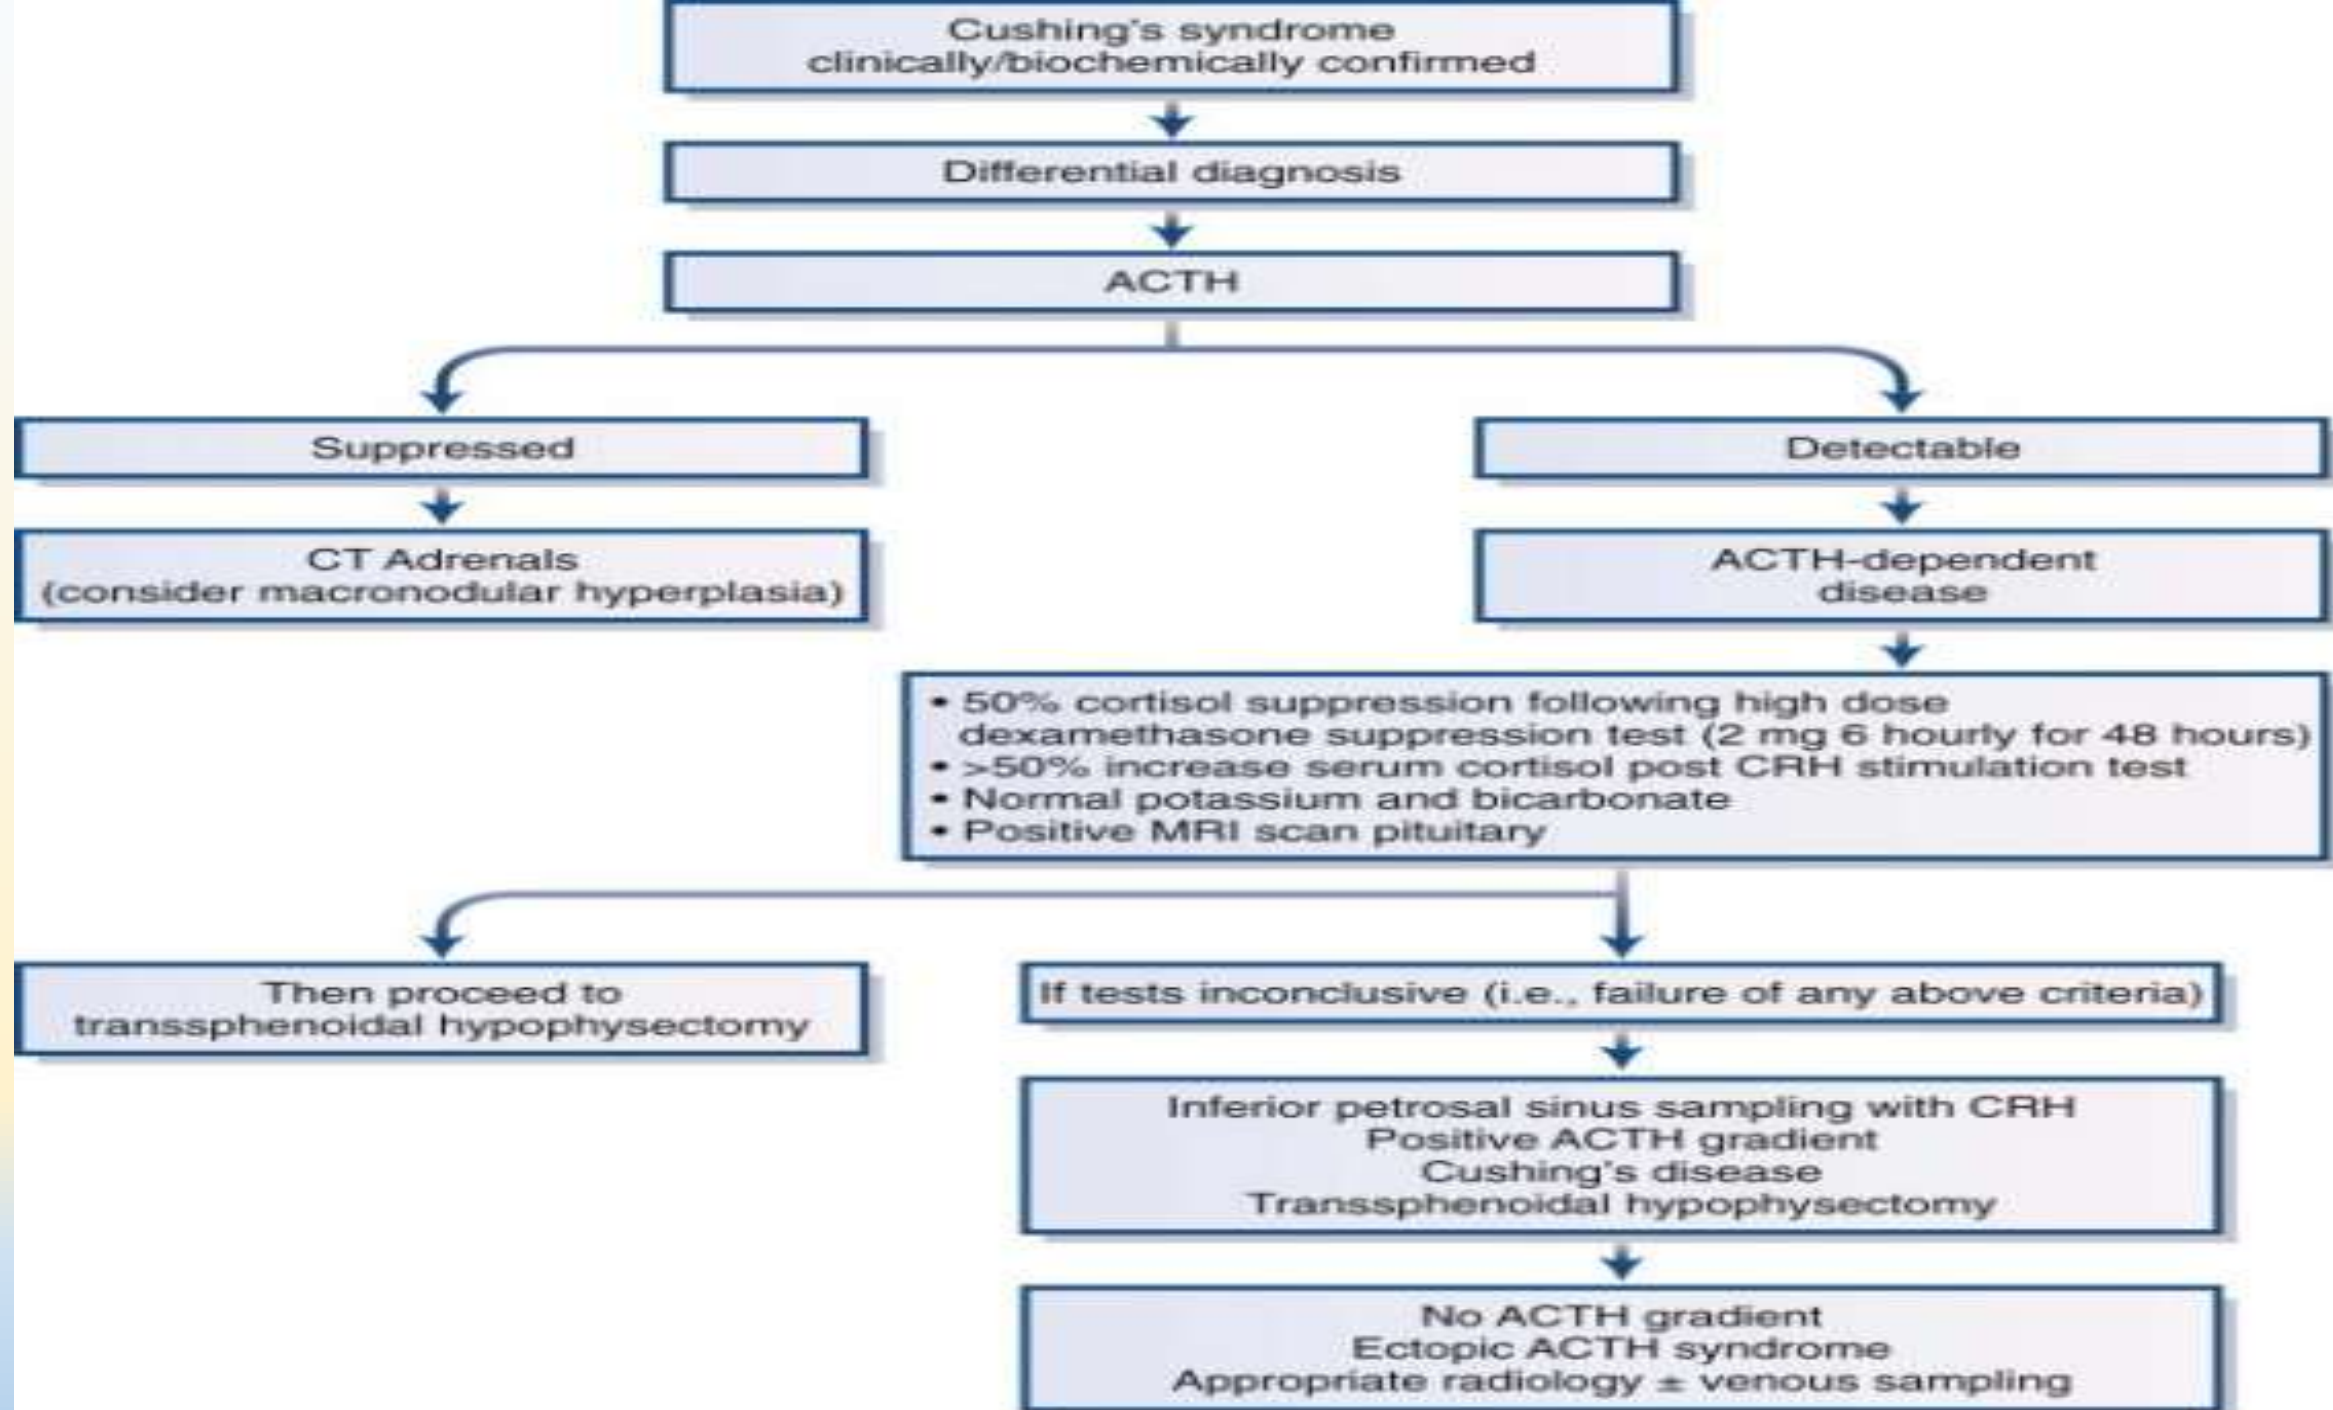 Cushing's syndrome
clinically/biochemically confirmed
Differential diagnosis
ACTH
Suppressed
Detectable
CT Adrenals
(consider macronodular hyperplasia)
ACTH-dependent
disease
• 50% cortisol suppression following high dose
dexamethasone suppression test (2 mg 6 hourly for 48 hours)
• >50% increase serum cortisol post CRH stimulation test
• Normal potassium and bicarbonate
• Positive MRI scan pituitary
Then proceed to
transsphenoidal hypophysectomy
If tests inconclusive (i.e., failure of any above criteria)
Inferior petrosal sinus sampling with CRH
Positive ACTH gradient
Cushing's disease
Transsphenoidal hypophysectomy
No ACTH gradient
Ectopic ACTH syndrome
Appropriate radiology ± venous sampling